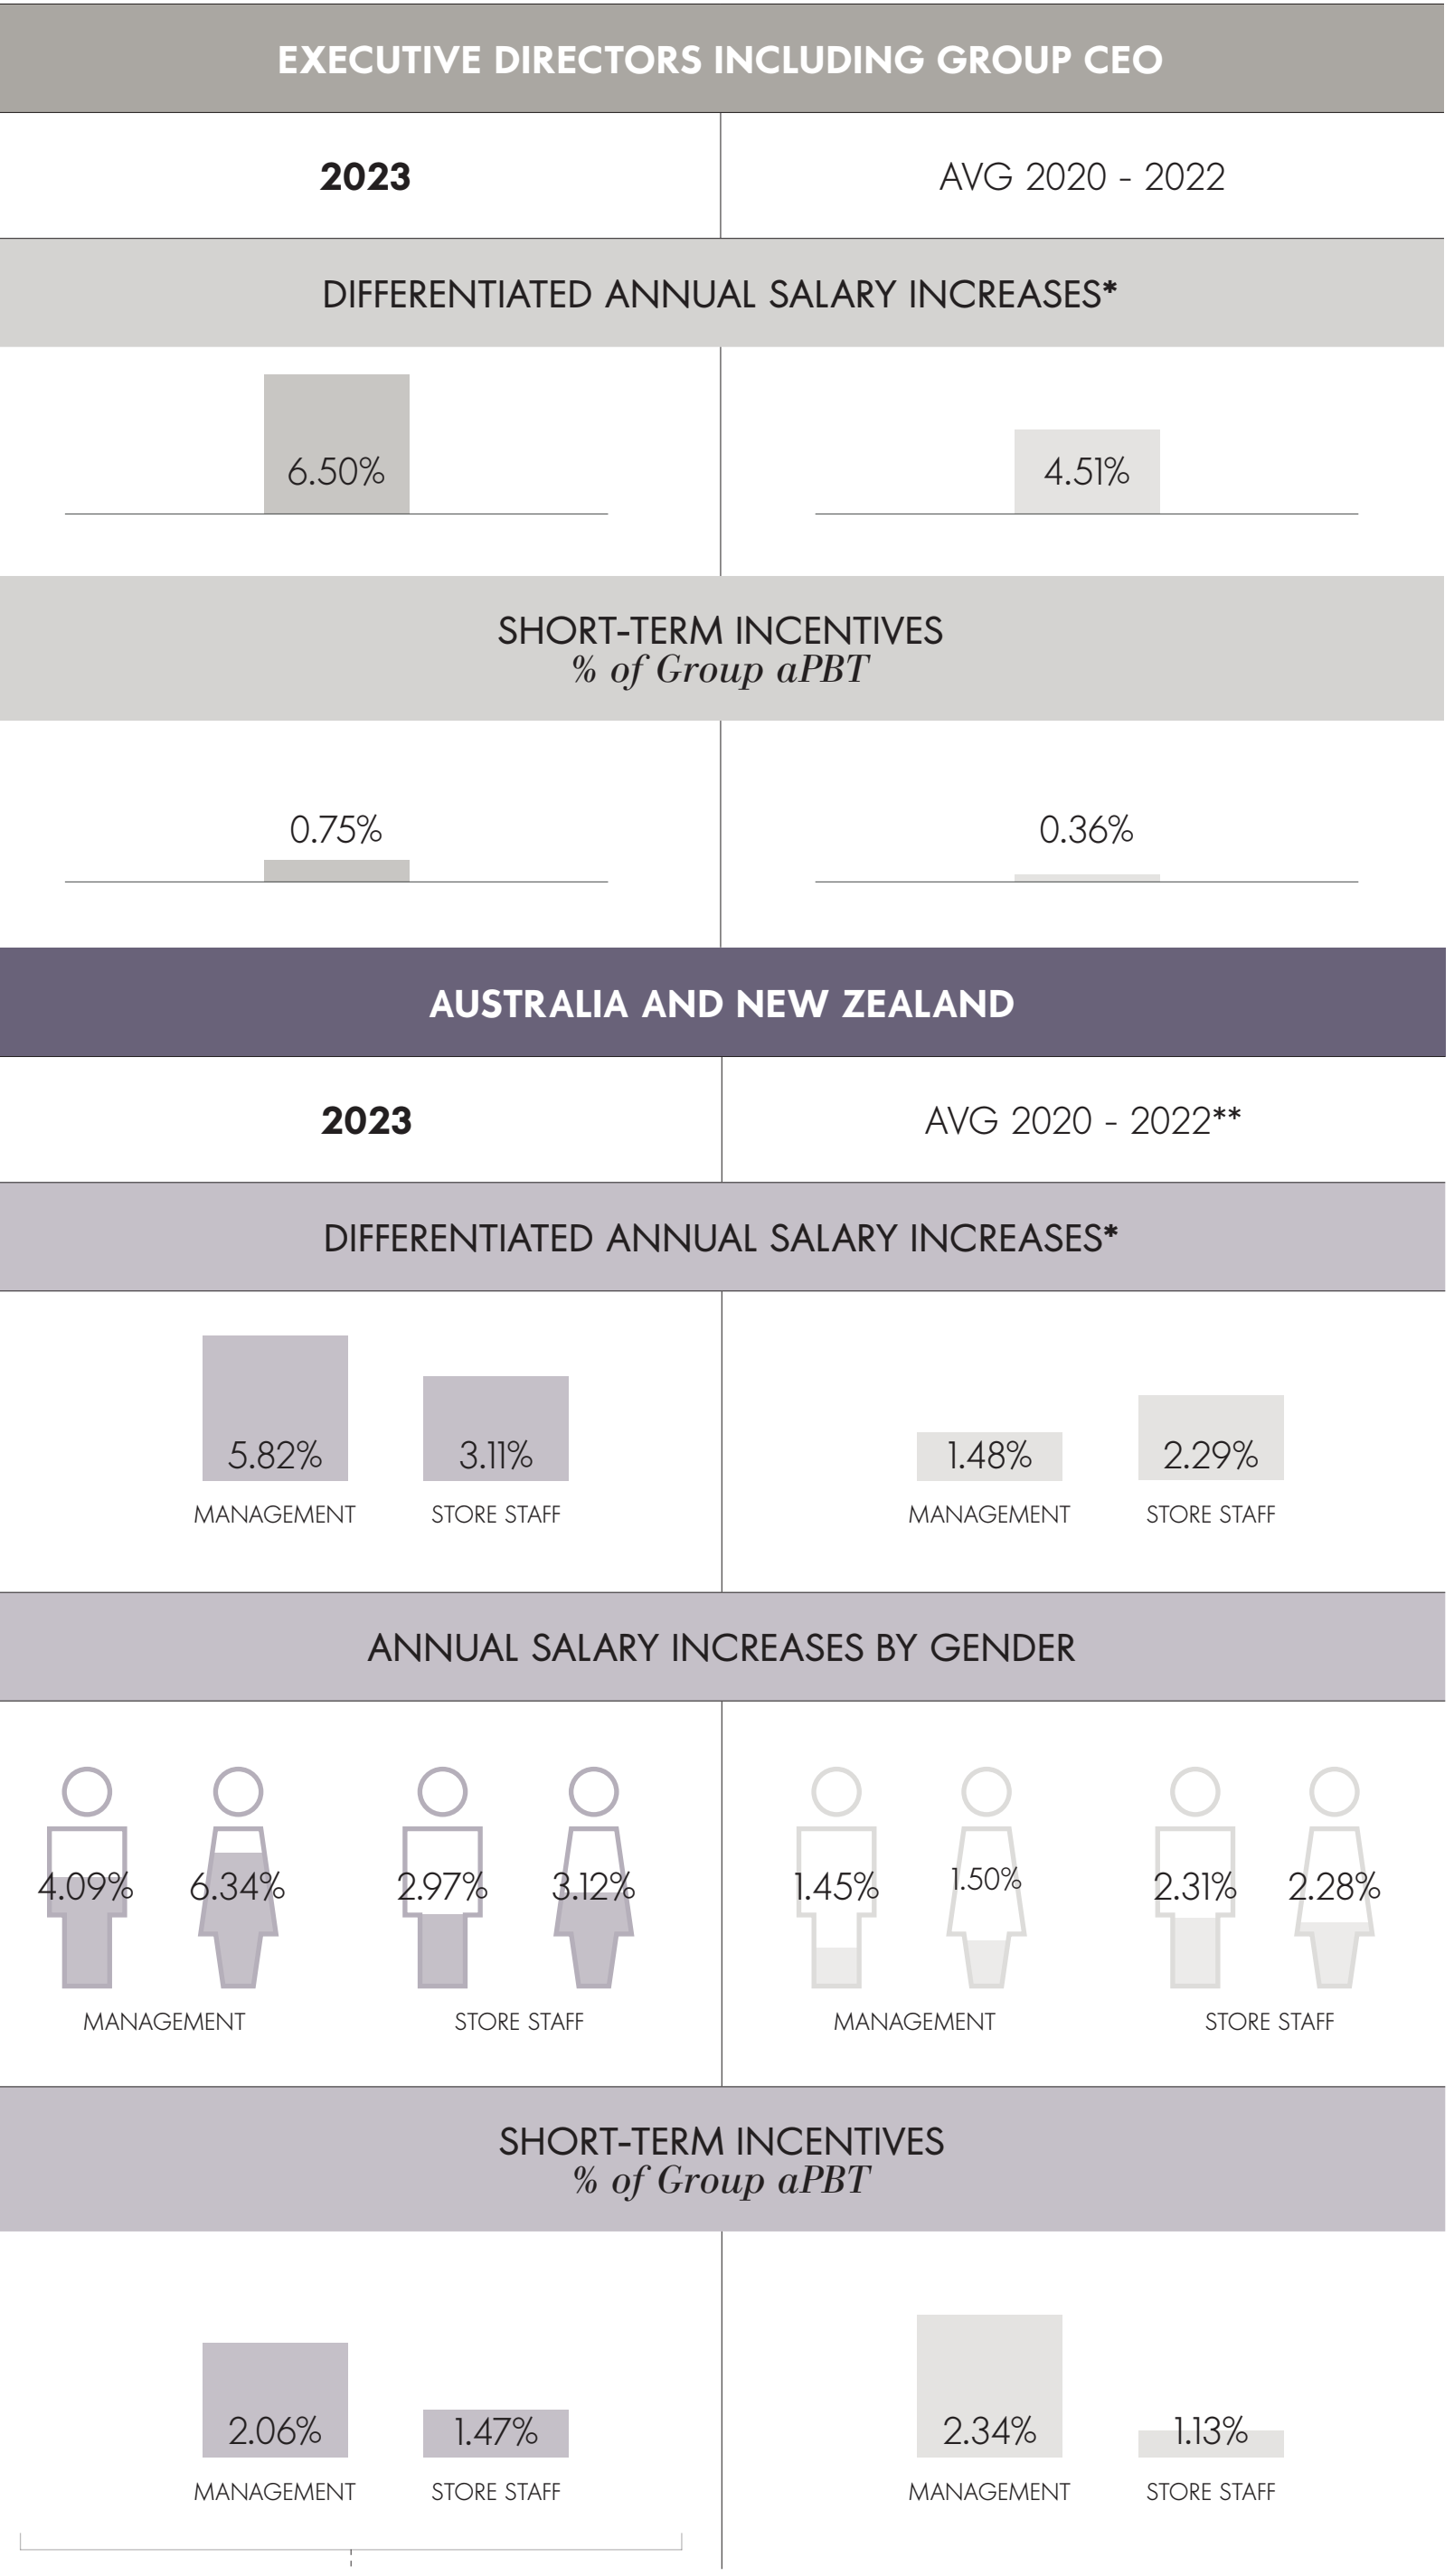 EXECUTIVE DIRECTORS INCLUDING GROUP CEO
2023
AVG 2020 - 2022
DIFFERENTIATED ANNUAL SALARY INCREASES*
6.50%
4.51%
SHORT-TERM INCENTIVES
% of Group aPBT
0.75%
0.36%
AUSTRALIA AND NEW ZEALAND
2023
AVG 2020 - 2022**
DIFFERENTIATED ANNUAL SALARY INCREASES*
5.82%
3.11%
1.48%
2.29%
MANAGEMENT
STORE STAFF
MANAGEMENT
STORE STAFF
ANNUAL SALARY INCREASES BY GENDER
4.09%
6.34%
2.97%
3.12%
1.45%
1.50%
2.31%
2.28%
MANAGEMENT
STORE STAFF
MANAGEMENT
STORE STAFF
SHORT-TERM INCENTIVES
% of Group aPBT
2.06%
1.47%
2.34%
1.13%
MANAGEMENT
STORE STAFF
MANAGEMENT
STORE STAFF